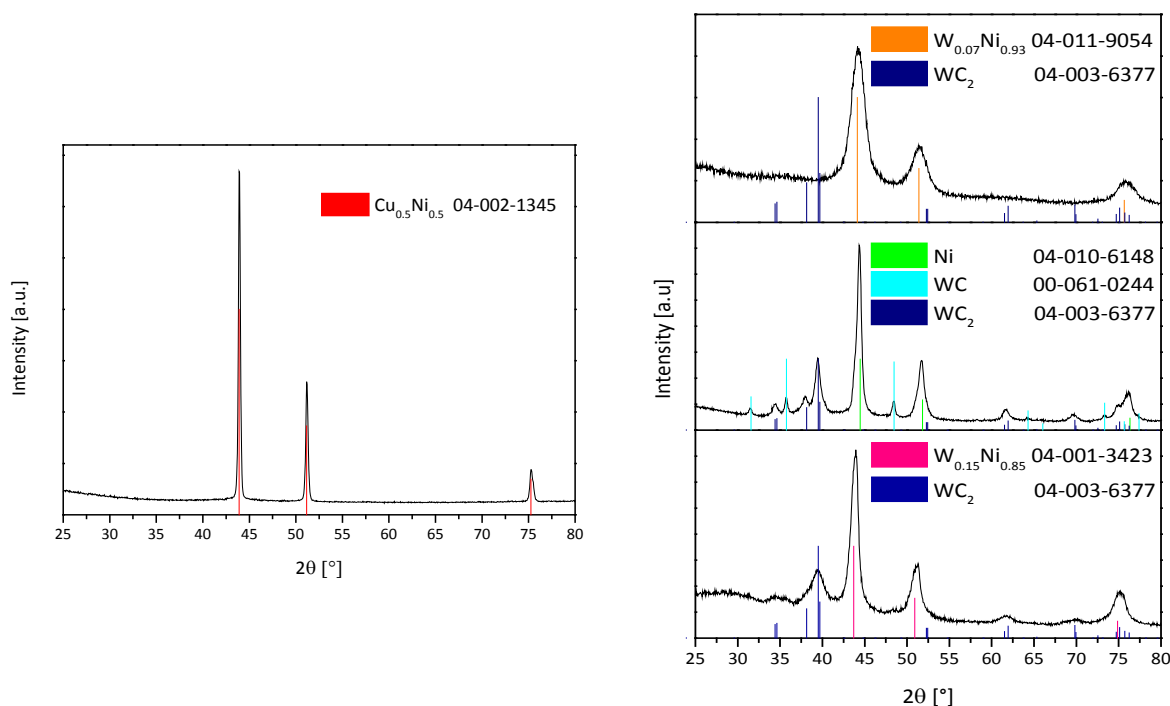 Cu0.5Ni0.5 04-002-1345
Intensity [a.u.]
25 30 35 40 45 50 55 60 65 70 75 80
2θ [°]
W0.07Ni0.93 04-011-9054
WC2 04-003-6377
Ni 04-010-6148
WC 00-061-0244
WC2 04-003-6377
Intensity [a.u]
W0.15Ni0.85 04-001-3423
WC2 04-003-6377
25 30 35 40 45 50 55 60 65 70 75 80
2θ [°]